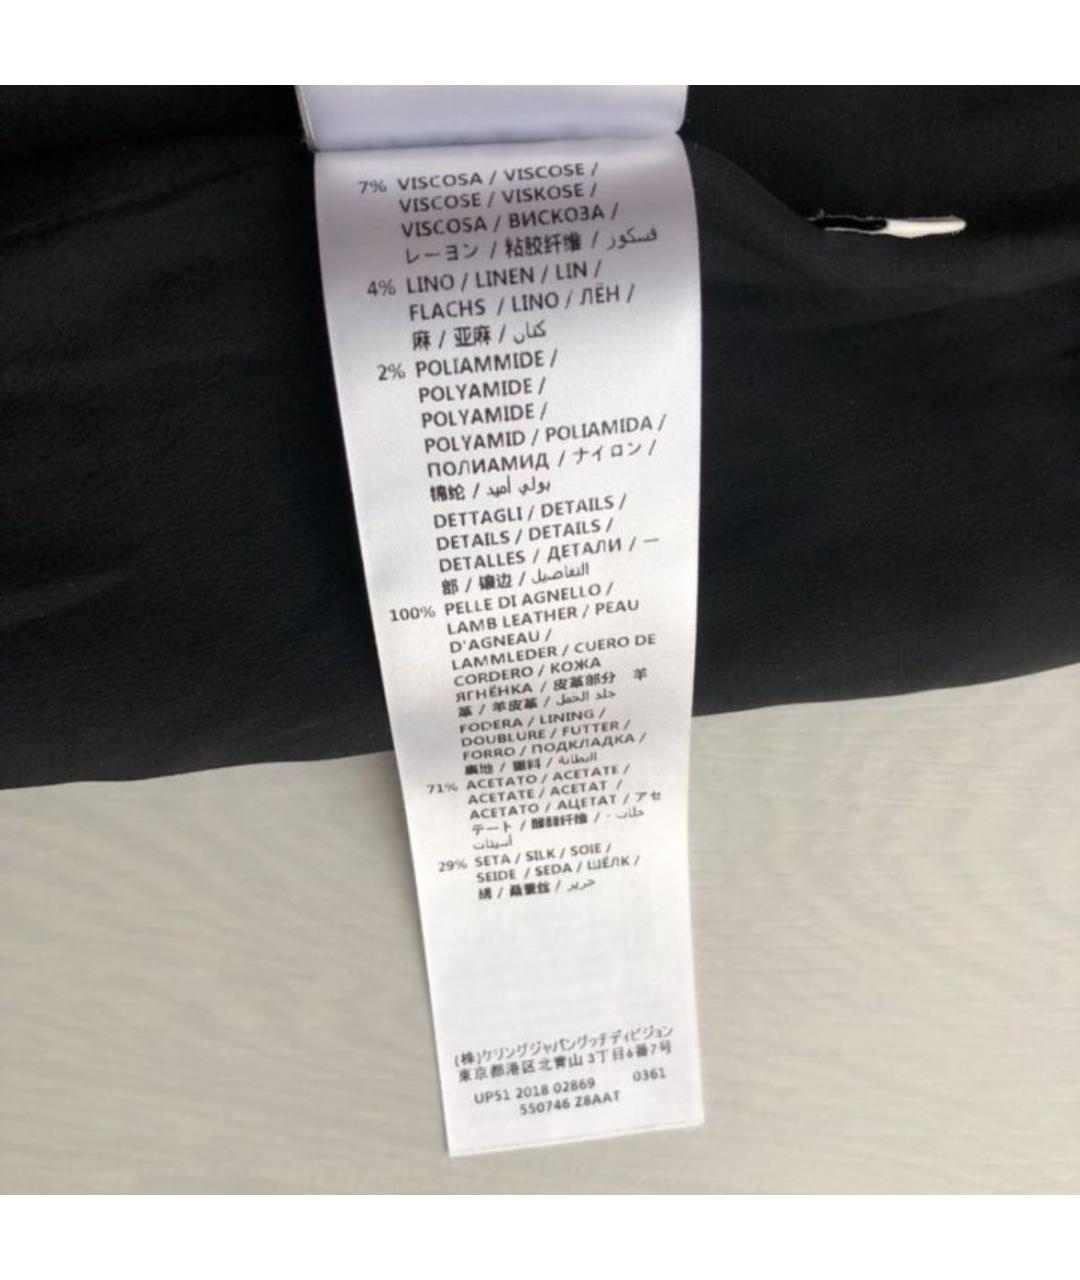 7% VISCOSA / VISCOSE /
VISCOSE / VISKOSE /
VISCOSA / ВИСКОЗА /
レーヨン / 粘胶纤维 / فسكوز
4% LINO / LINEN / LIN /
FLACHS / LINO / ЛЁН /
麻 / 亚麻 / كتان
2% POLIAMMIDE /
POLYAMIDE /
POLYAMIDE /
POLYAMID / POLIAMIDA /
ПОЛИАМИД / ナイロン /
锦纶 / بولي أميد
DETTAGLI / DETAILS /
DETAILS / DETAILS /
DETALLES / ДЕТАЛИ / 一
部 / 镶边 / التفاصيل
100% PELLE DI AGNELLO /
LAMB LEATHER / PEAU
D'AGNEAU /
LAMMLEDER / CUERO DE
CORDERO / КОЖА
ЯГНЁНКА / 皮革部分 羊
革 / 羊皮革 / جلد الحمل
FODERA / LINING /
DOUBLURE / FUTTER /
FORRO / ПОДКЛАДКА /
裏地 / 里料 / البطانة
71% ACETATO / ACETATE /
ACETATE / ACETAT /
ACETATO / АЦЕТАТ / アセ
テート / 醋酯纤维 / - خلات
أسيتات
29% SETA / SILK / SOIE /
SEIDE / SEDA / ШЁЛК /
絹 / 桑蚕丝 / حرير
(株)ケリングジャパングッチディビジョン
東京都港区北青山3丁目6番7号
UP51 2018 02869 0361
550746 Z8AAT